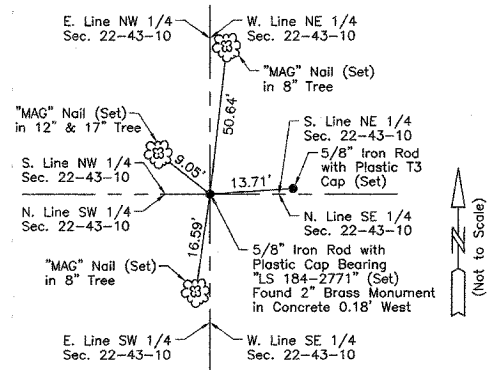 E. Line NW 1/4
Sec. 22-43-10
W. Line NE 1/4
Sec. 22-43-10
"MAG" Nail (Set)
in 8" Tree
50.64'
"MAG" Nail (Set)
in 12" & 17" Tree
9.05'
S. Line NE 1/4
Sec. 22-43-10
5/8" Iron Rod
with Plastic T3
Cap (Set)
S. Line NW 1/4
Sec. 22-43-10
13.71'
N. Line SW 1/4
Sec. 22-43-10
N. Line SE 1/4
Sec. 22-43-10
16.59'
5/8" Iron Rod with
Plastic Cap Bearing
"LS 184-2771" (Set)
Found 2" Brass Monument
in Concrete 0.18' West
"MAG" Nail (Set)
in 8" Tree
N
(Not to Scale)
E. Line SW 1/4
Sec. 22-43-10
W. Line SE 1/4
Sec. 22-43-10